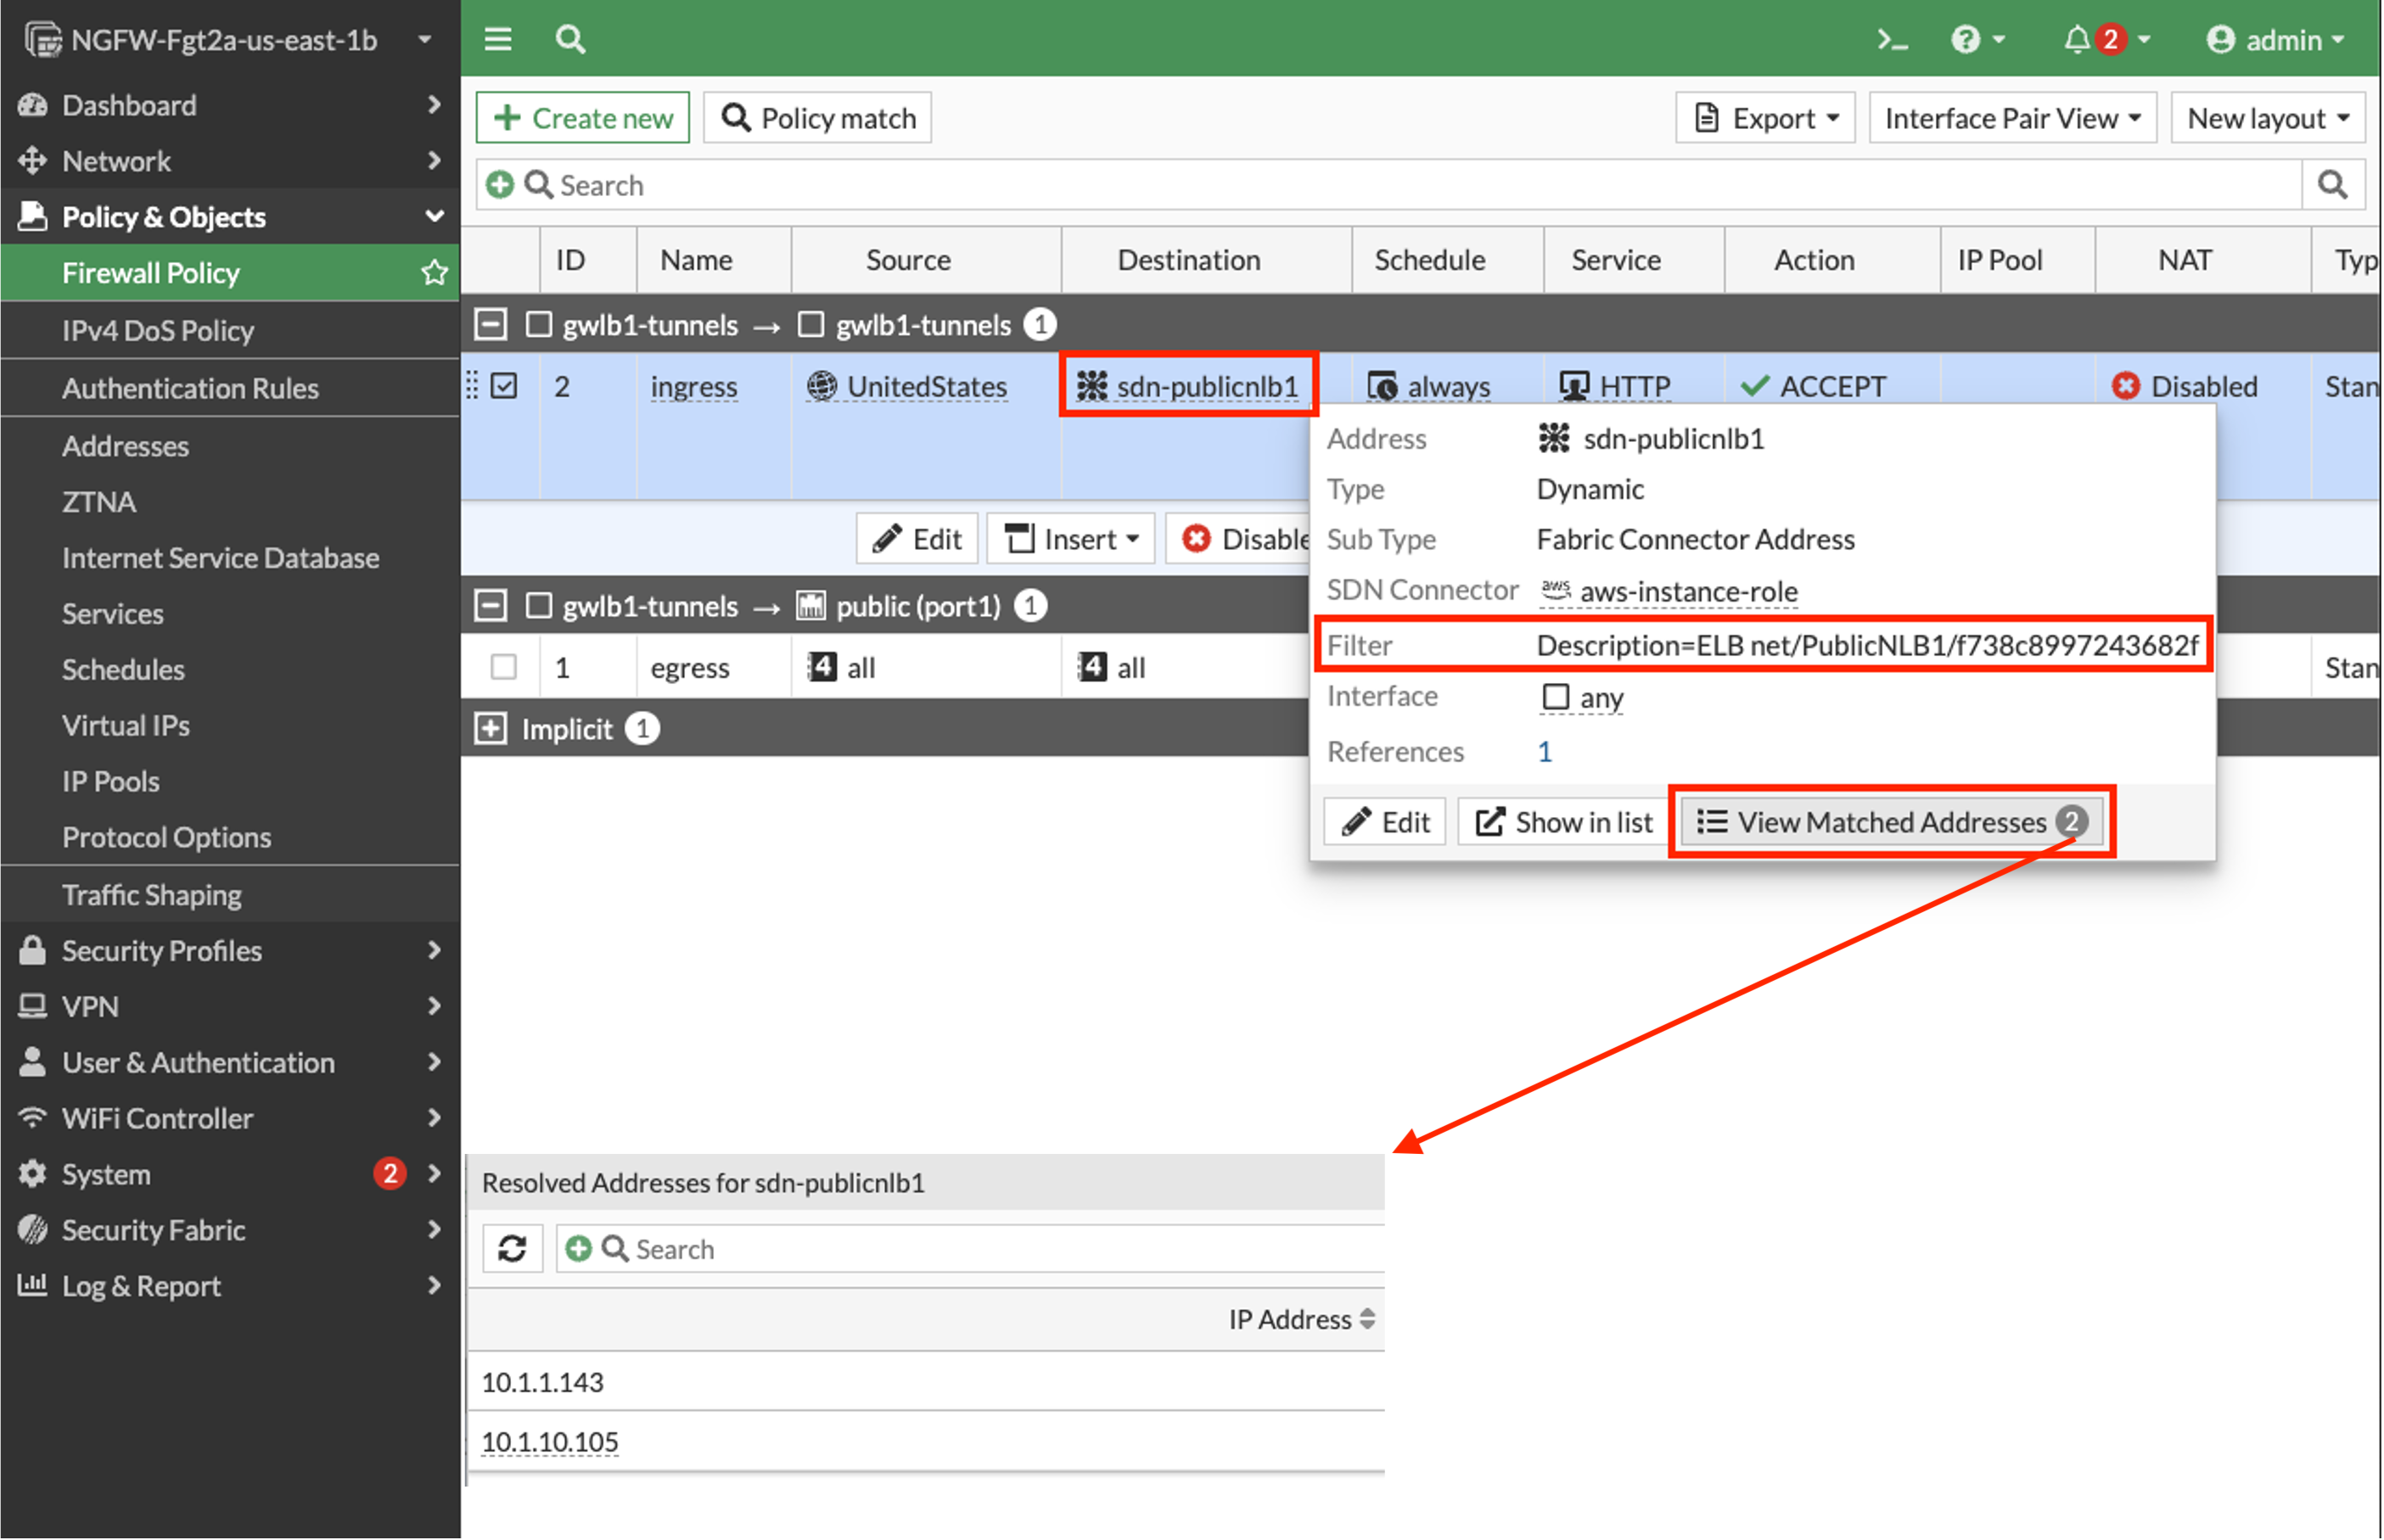 NGFW-Fgt2a-us-east-1b
2
admin
Dashboard
Network
Policy & Objects
Firewall Policy
IPv4 DoS Policy
Authentication Rules
Addresses
ZTNA
Internet Service Database
Services
Schedules
Virtual IPs
IP Pools
Protocol Options
Traffic Shaping
Security Profiles
VPN
User & Authentication
WiFi Controller
System 2
Security Fabric
Log & Report
Create new Policy match Export Interface Pair View New layout
Search
ID Name Source Destination Schedule Service Action IP Pool NAT Typ
gwlb1-tunnels → gwlb1-tunnels 1
2 ingress UnitedStates sdn-publicnlb1 always HTTP ACCEPT Disabled Stan
Edit Insert Disable
gwlb1-tunnels → public (port1) 1
1 egress 4 all 4 all Stan
Implicit 1
Address sdn-publicnlb1
Type Dynamic
Sub Type Fabric Connector Address
SDN Connector aws aws-instance-role
Filter Description=ELB net/PublicNLB1/f738c8997243682f
Interface any
References 1
Edit Show in list View Matched Addresses 2
Resolved Addresses for sdn-publicnlb1
Search
IP Address
10.1.1.143
10.1.10.105